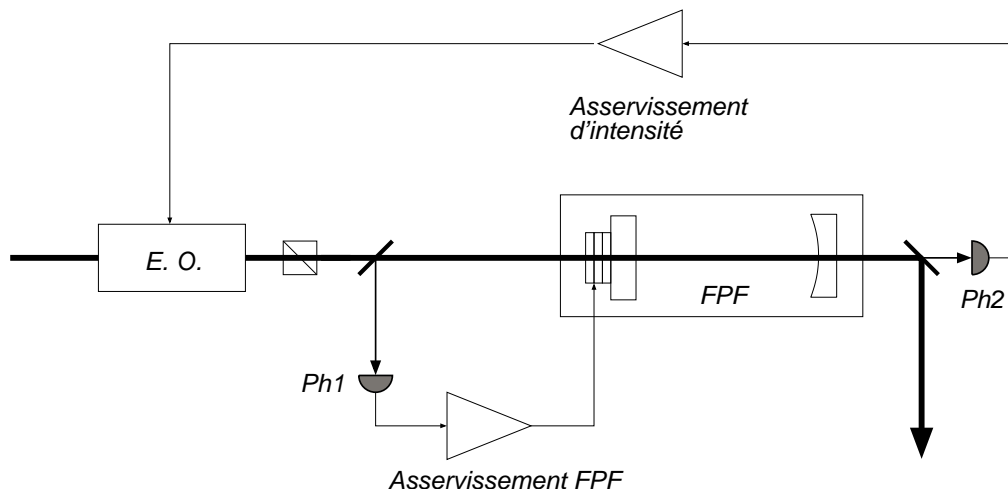 Asservissement
d'intensité
E. O.
FPF
Ph2
Ph1
Asservissement FPF